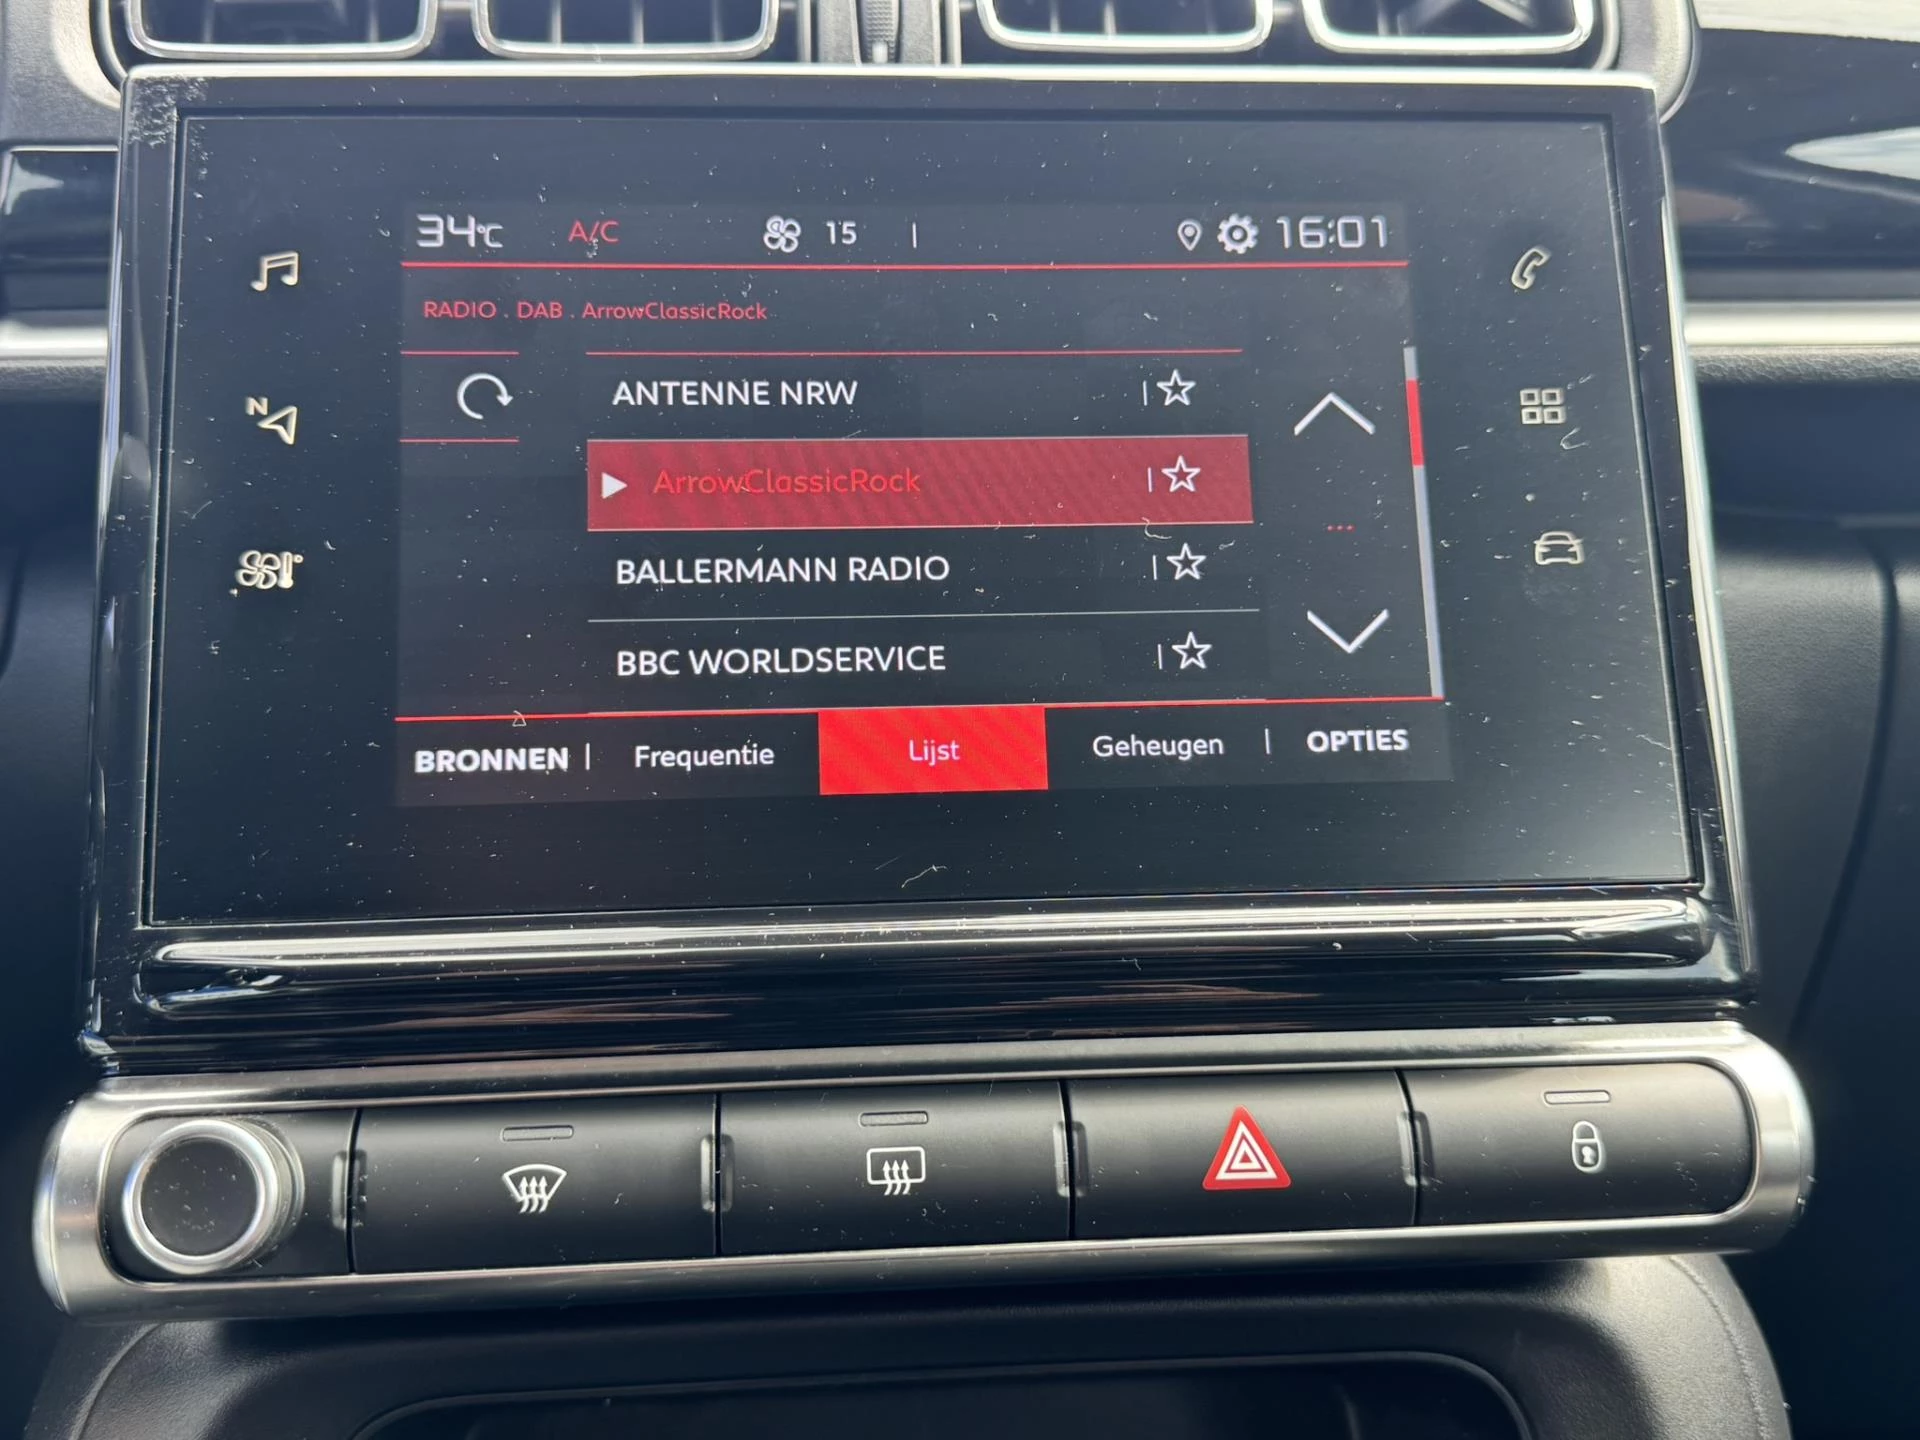 34°C A/C 15 | 16:01
RADIO . DAB . ArrowClassicRock
ANTENNE NRW
ArrowClassicRock
N
...
BALLERMANN RADIO
BBC WORLDSERVICE
BRONNEN | Frequentie Lijst Geheugen | OPTIES